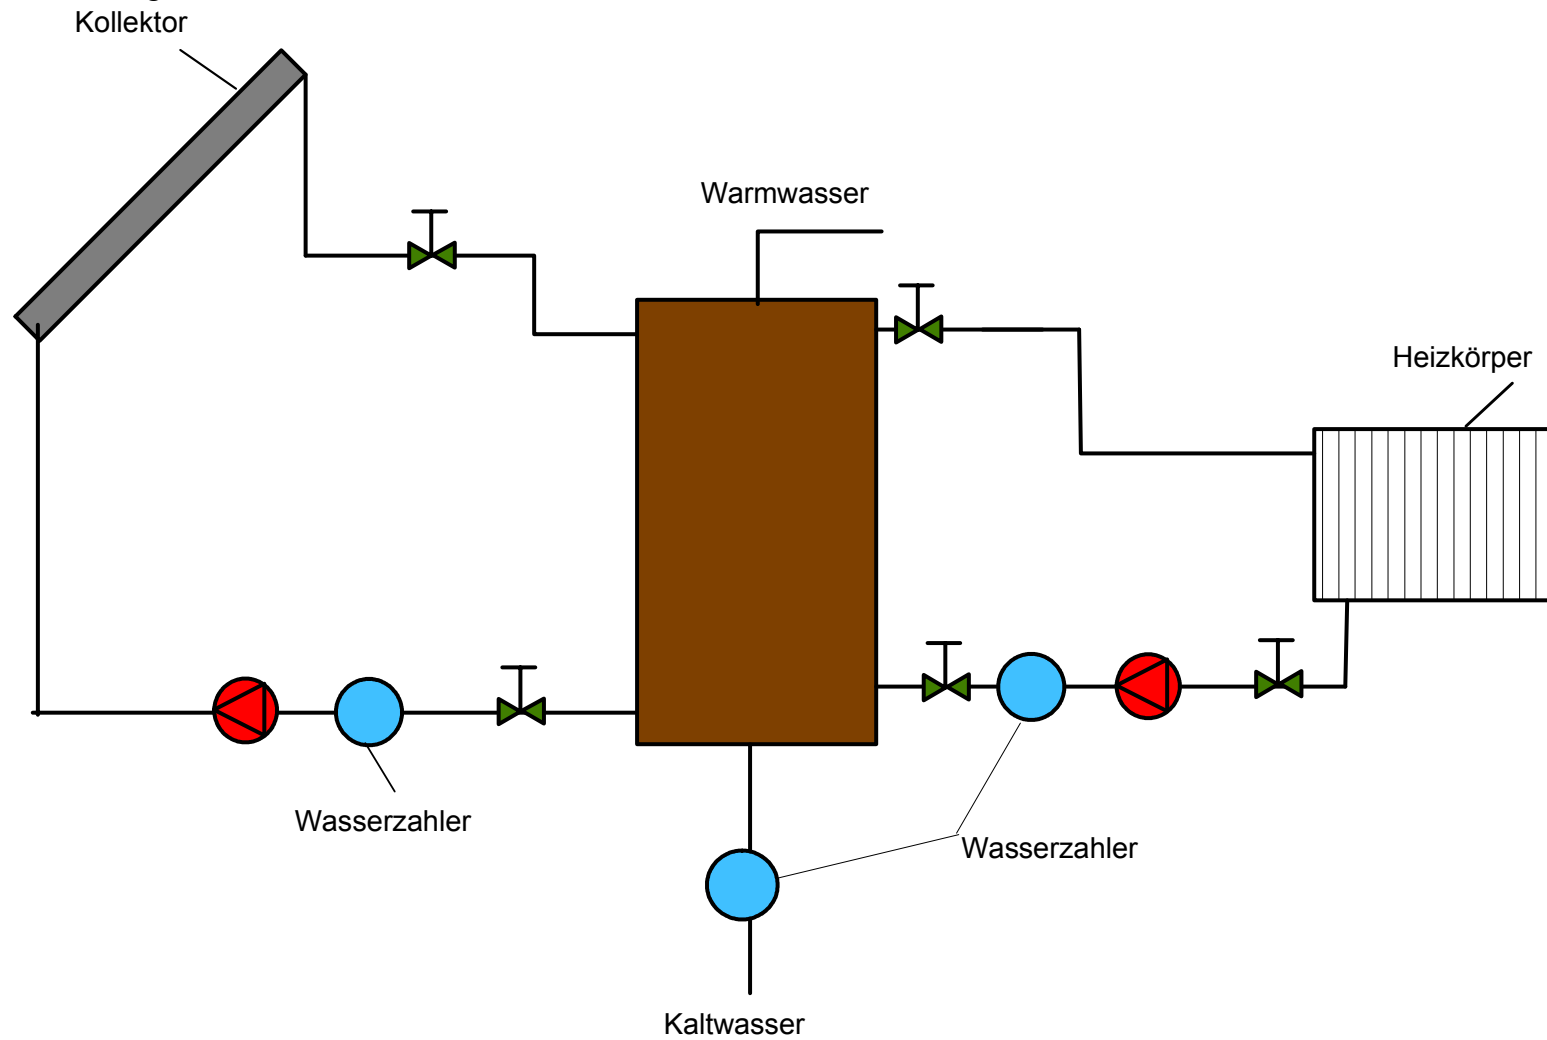 Kollektor
Warmwasser
Heizkörper
Wasserzahler
Wasserzahler
Kaltwasser